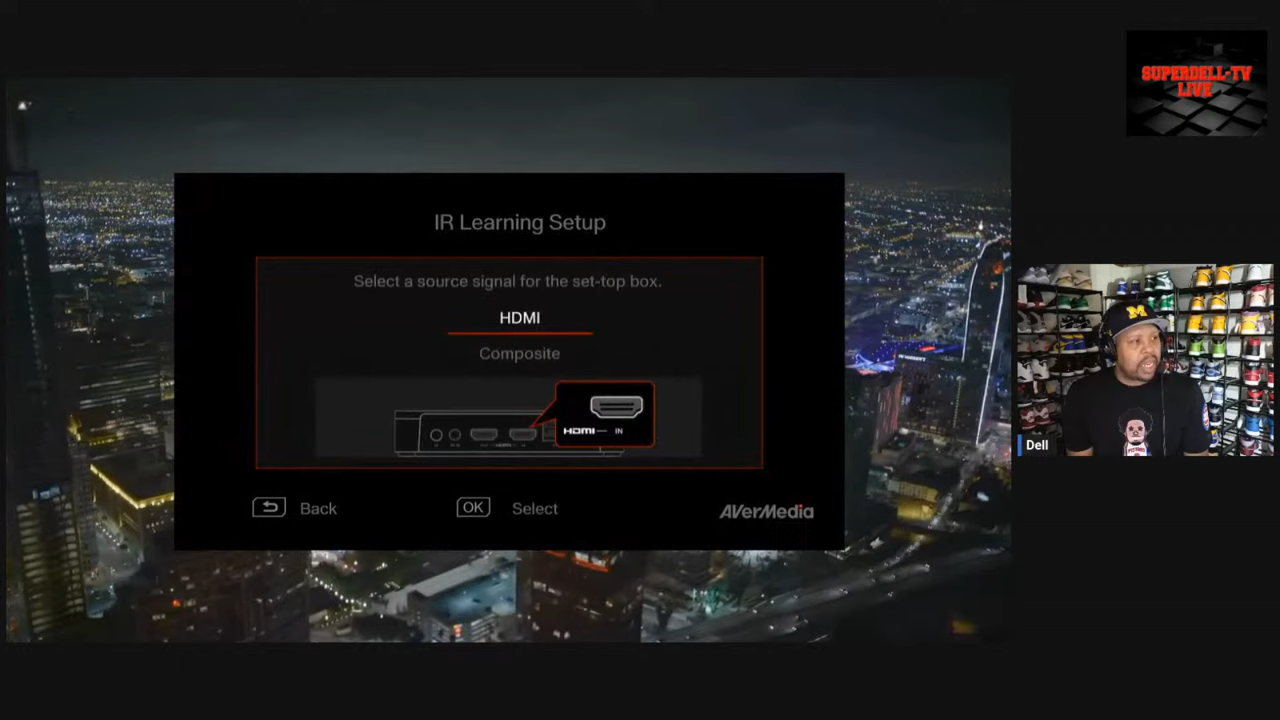 SUPERDELL-TV
LIVE
IR Learning Setup
Select a source signal for the set-top box.
HDMI
Composite
HDMI IN
Back
OK Select
AVerMedia
Dell